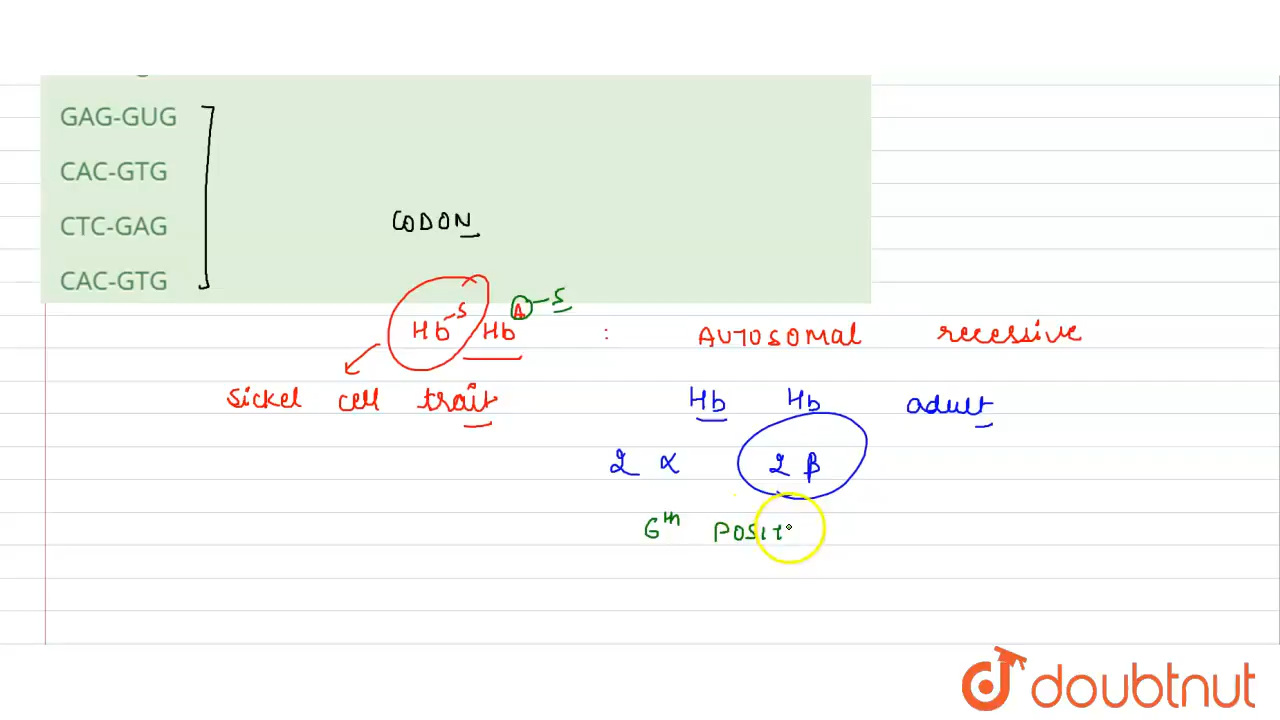 GAG-GUG
CAC-GTG
CODON
CTC-GAG
CAC-GTG
Hb-S HbA-S : AUTOSOMAL recessive
Sickel cell trait
Hb Hb adult
2 α 2 β
6th POSIT
doubtnut